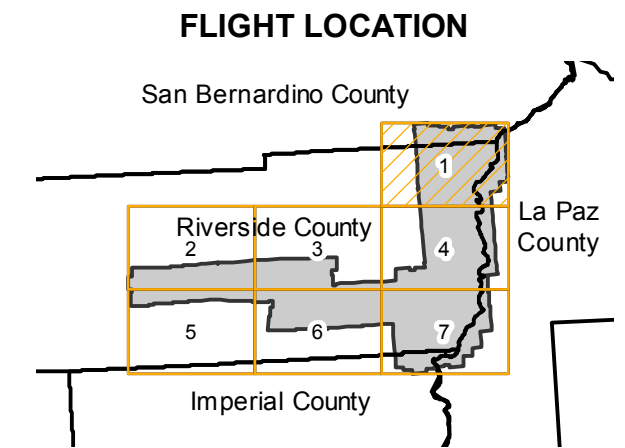 FLIGHT LOCATION
San Bernardino County
1
La Paz
County
Riverside County
2
3
4
5
6
7
Imperial County